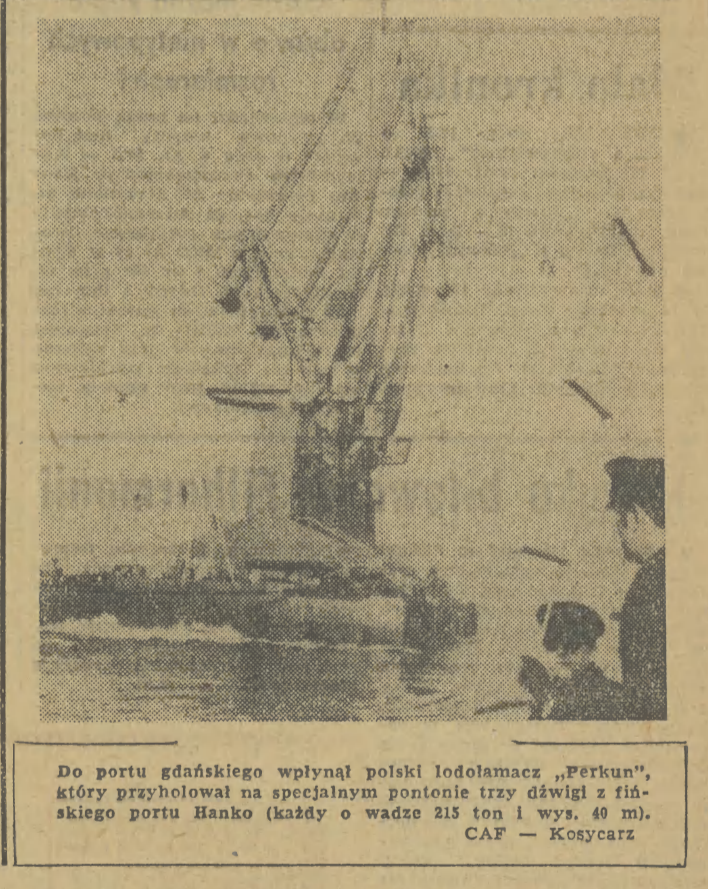 Do portu gdańskiego wpłynął polski lodołamacz „Perkun”,
który przyholował na specjalnym pontonie trzy dźwigi z fiń-
skiego portu Hanko (każdy o wadze 215 ton i wys. 40 m).
CAF — Kosycarz